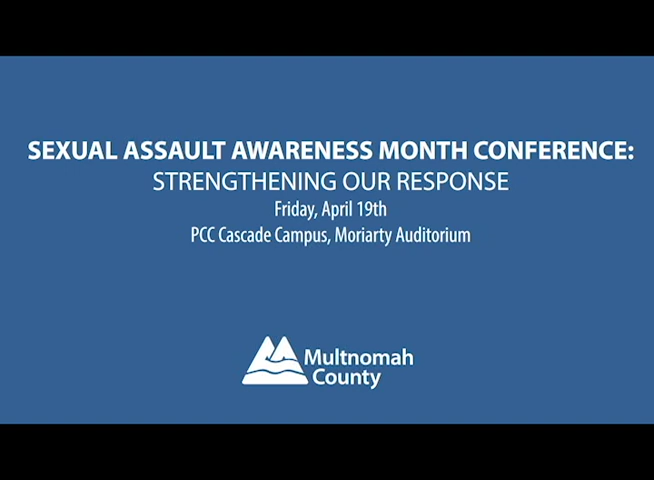 SEXUAL ASSAULT AWARENESS MONTH CONFERENCE:
STRENGTHENING OUR RESPONSE
Friday, April 19th
PCC Cascade Campus, Moriarty Auditorium
Multnomah
County